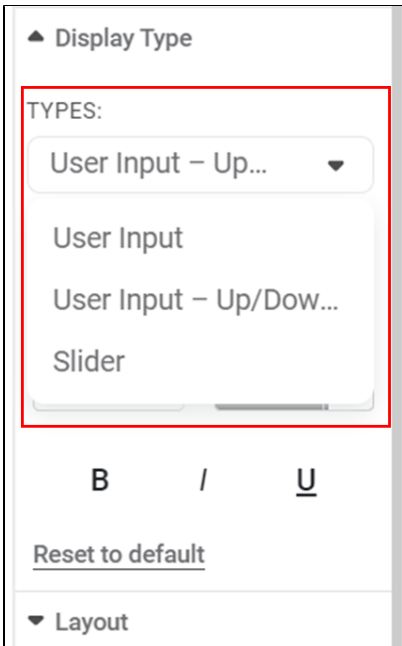 Display Type
TYPES:
User Input – Up...
User Input
User Input – Up/Dow...
Slider
B I U
Reset to default
Layout